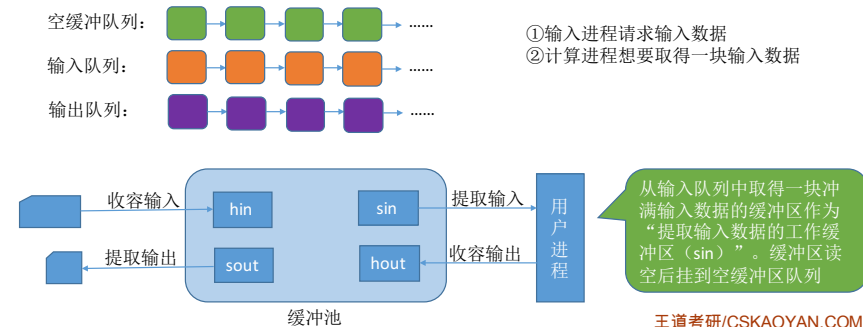 空缓冲队列：
......
输入队列：
......
输出队列：
......
①输入进程请求输入数据
②计算进程想要取得一块输入数据
收容输入
hin
sin
提取输入
提取输出
sout
hout
收容输出
用
户
进
程
缓冲池
从输入队列中取得一块冲
满输入数据的缓冲区作为
“提取输入数据的工作缓
冲区（sin）”。缓冲区读
空后挂到空缓冲区队列
王道考研/CSKAOYAN.COM